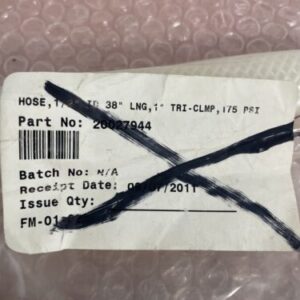 HOSE, ID 38" LNG,1" TRI-CLMP,175 PSI
Part No: 20027944
Batch No: N/A
Receipt Date: 2011
Issue Qty:
FM-01